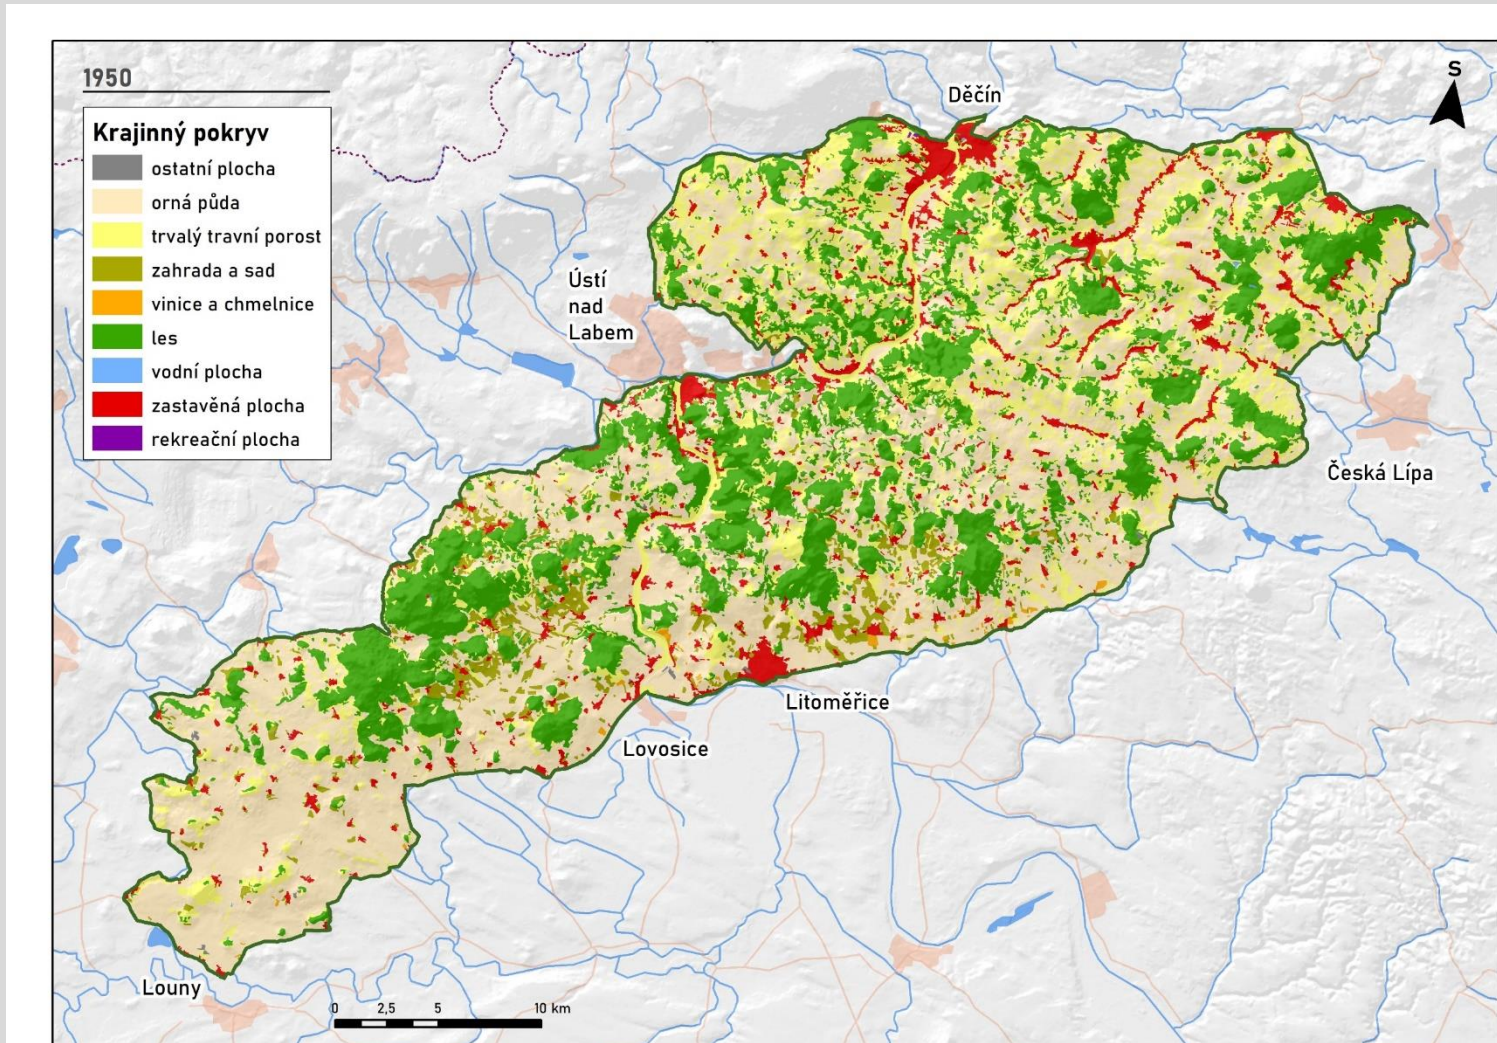 1950
Krajinný pokryv
ostatní plocha
orná půda
trvalý travní porost
zahrada a sad
vinice a chmelnice
les
vodní plocha
zastavěná plocha
rekreační plocha
S
Děčín
Ústí
nad
Labem
Česká Lípa
Litoměřice
Lovosice
Louny
0 2,5 5 10 km